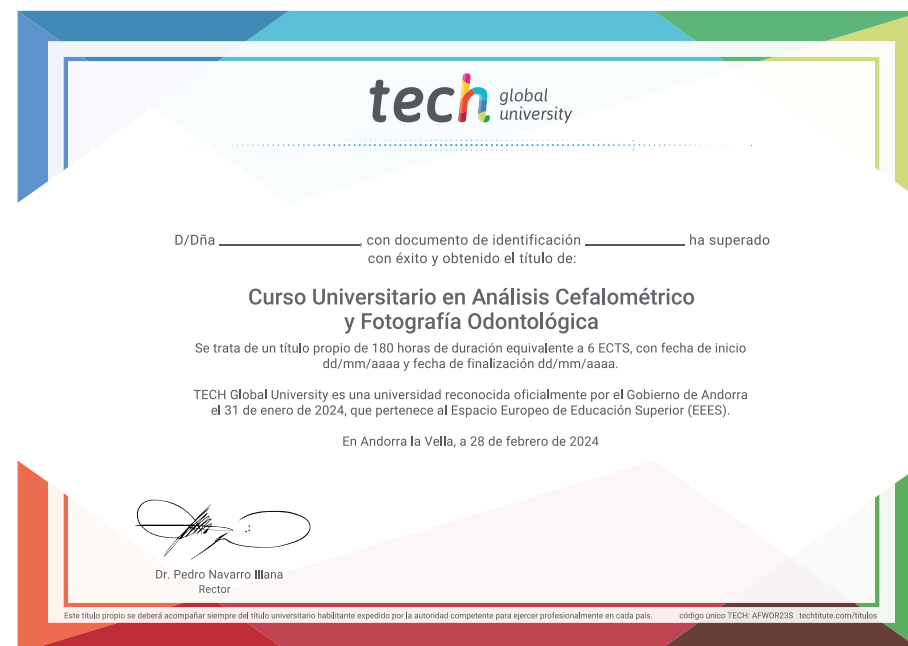 tech global university
D/Dña ____________________, con documento de identificación ______________ ha superado
con éxito y obtenido el título de:
Curso Universitario en Análisis Cefalométrico
y Fotografía Odontológica
Se trata de un título propio de 180 horas de duración equivalente a 6 ECTS, con fecha de inicio
dd/mm/aaaa y fecha de finalización dd/mm/aaaa.
TECH Global University es una universidad reconocida oficialmente por el Gobierno de Andorra
el 31 de enero de 2024, que pertenece al Espacio Europeo de Educación Superior (EEES).
En Andorra la Vella, a 28 de febrero de 2024
Dr. Pedro Navarro Illana
Rector
Este título propio se deberá acompañar siempre del título universitario habilitante expedido por la autoridad competente para ejercer profesionalmente en cada país. código único TECH: AFWOR23S techtitute.com/titulos